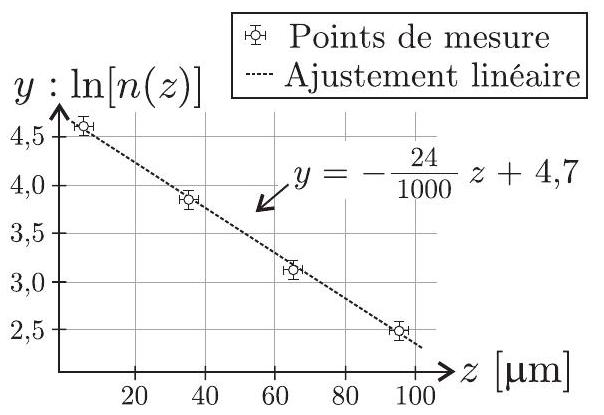 Points de mesure
Ajustement linéaire
y : ln[n(z)]
4,5
4,0
3,5
3,0
2,5
y = − 24/1000 z + 4,7
20 40 60 80 100
z [µm]